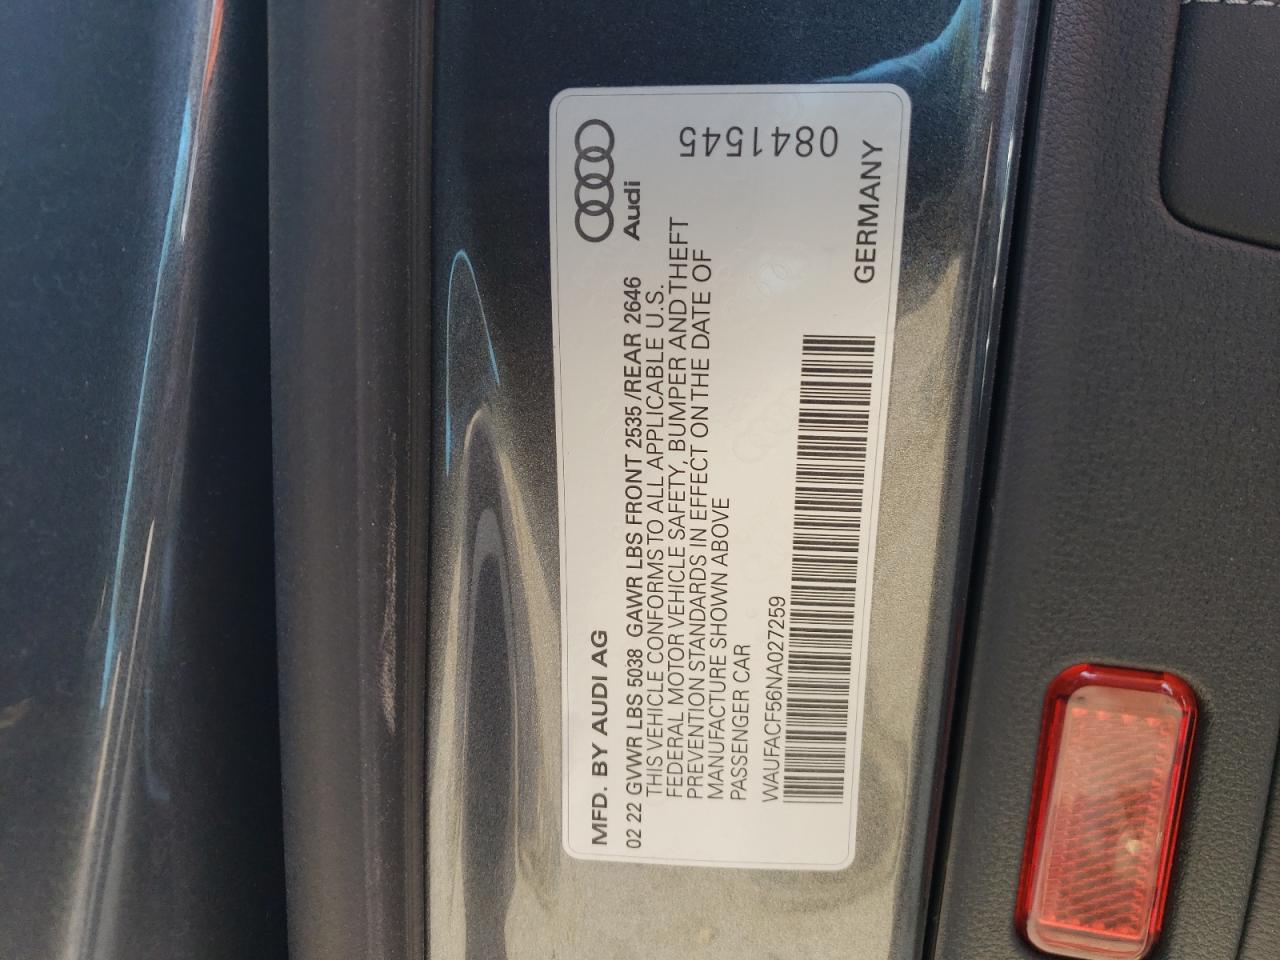 MFD. BY AUDI AG
Audi
02 22 GVWR LBS 5038 GAWR LBS FRONT 2535 /REAR 2646
THIS VEHICLE CONFORMS TO ALL APPLICABLE U.S.
FEDERAL MOTOR VEHICLE SAFETY, BUMPER AND THEFT
PREVENTION STANDARDS IN EFFECT ON THE DATE OF
MANUFACTURE SHOWN ABOVE
PASSENGER CAR
WAUFACF56NA027259
GERMANY
0841545